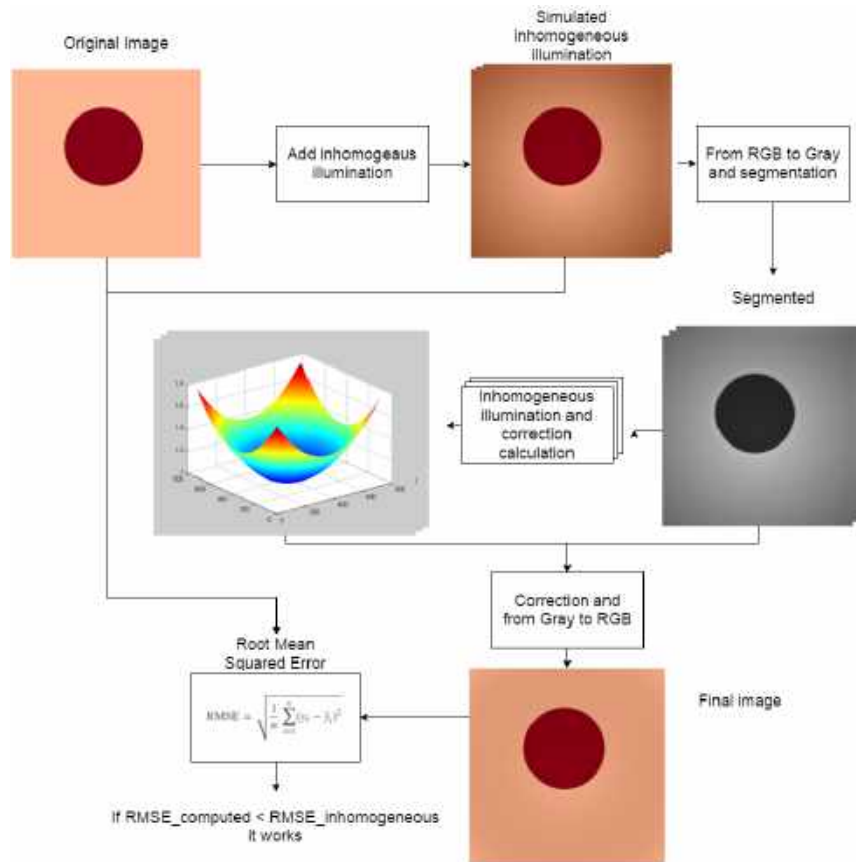 Original Image
Simulated
inhomogeneous
illumination
Add inhomogeaus
illumination
From RGB to Gray
and segmentation
Segmented
Inhomogeneous
illumination and
correction
calculation
Correction and
from Gray to RGB
Root Mean
Squared Error
RMSE =
Final image
If RMSE_computed < RMSE_inhomogeneous
it works